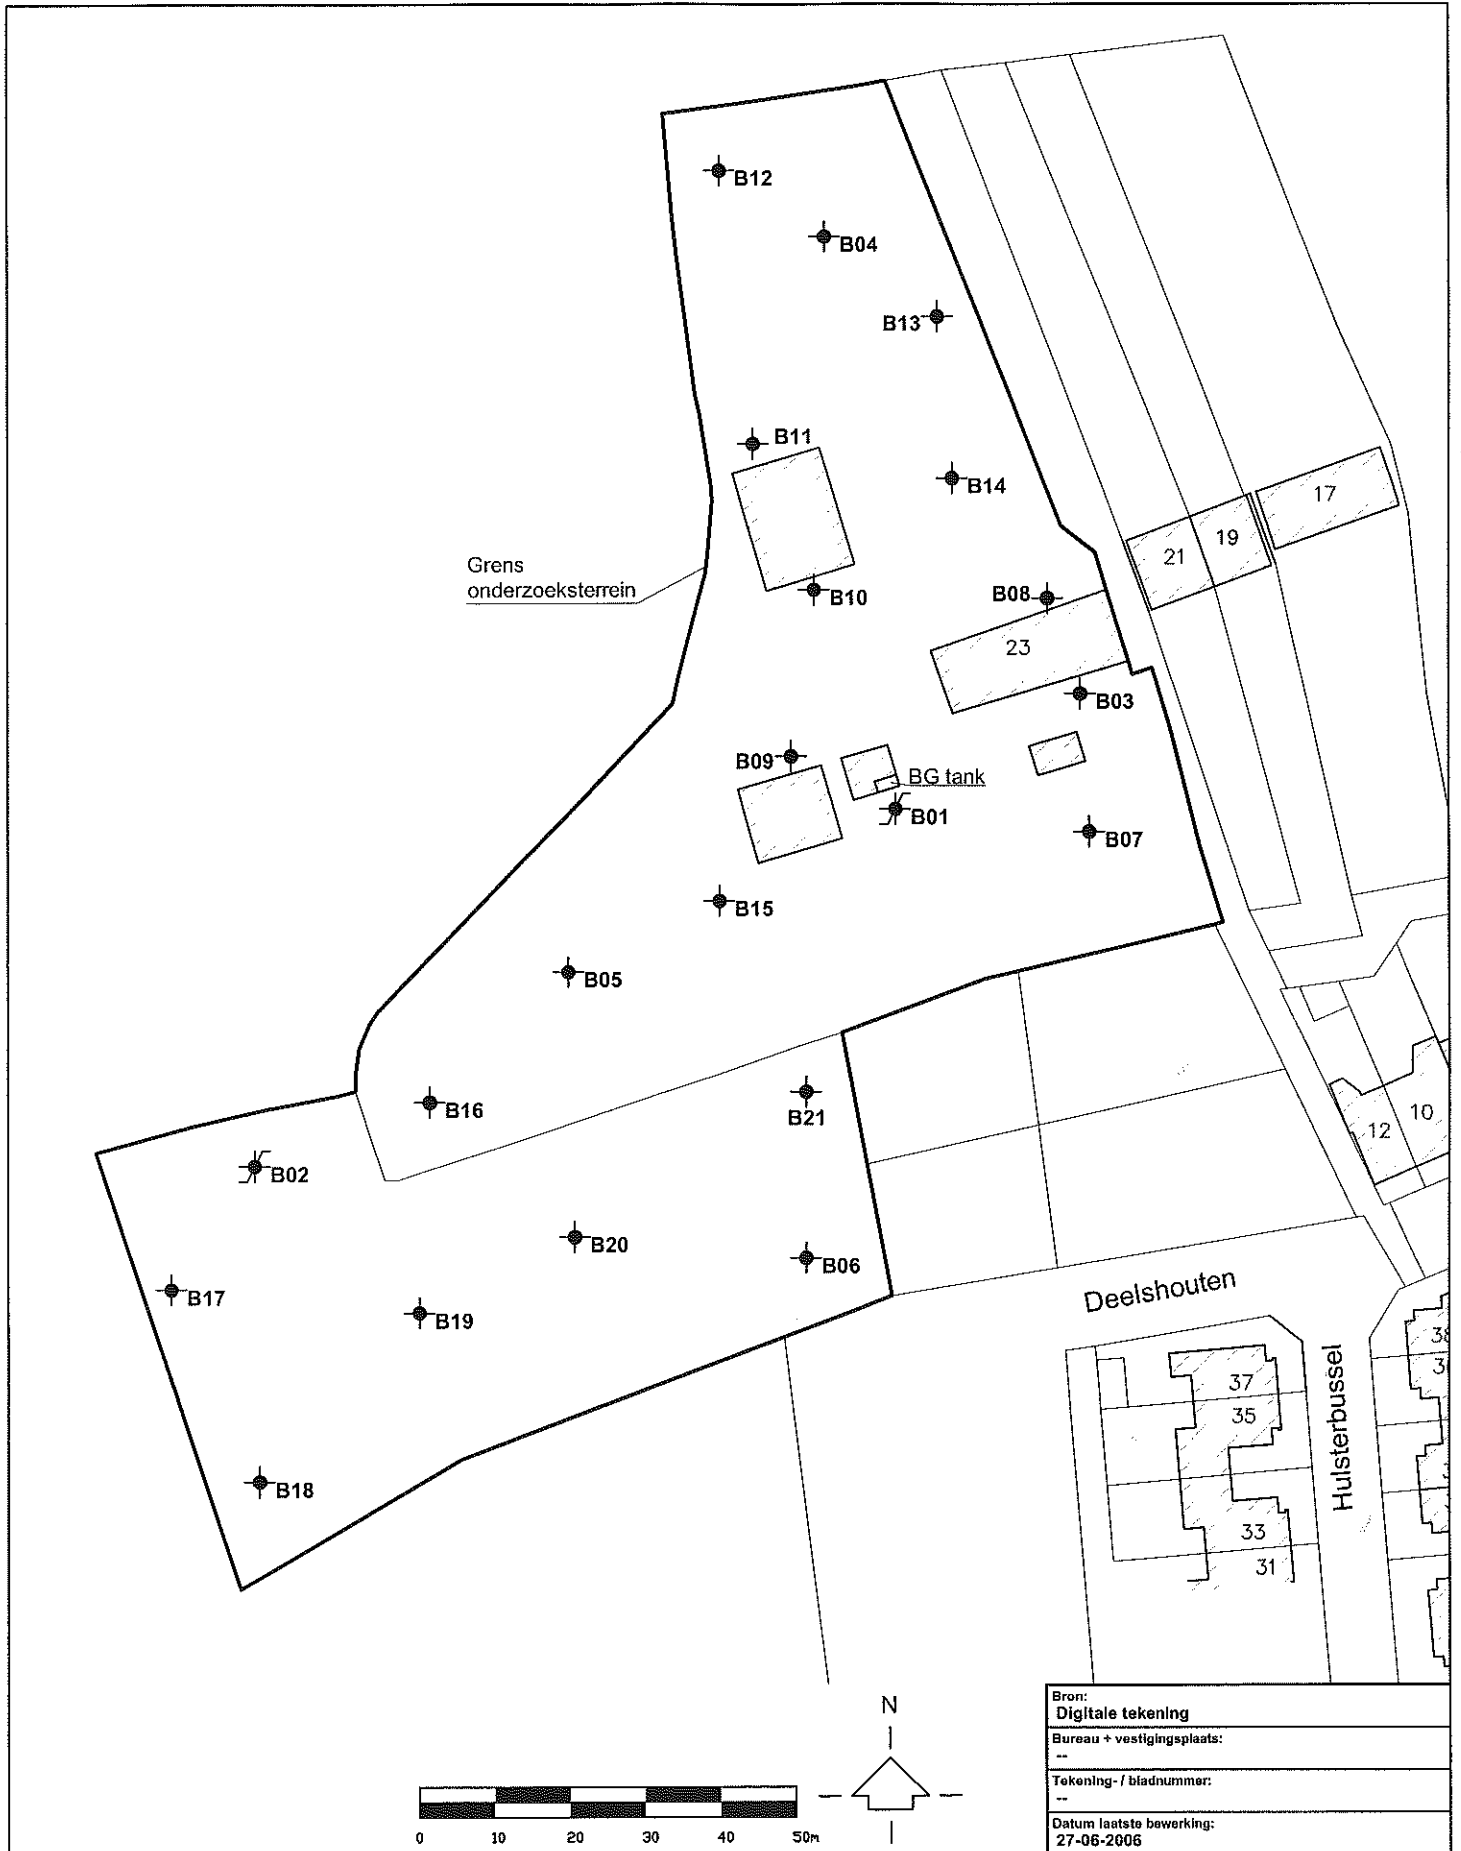 B12
B04
B13
B11
B14
17
19
21
Grens
onderzoeksterrein
B10
B08
23
B03
B09
BG tank
B01
B07
B15
B05
B16
B21
10
12
B02
B20
B06
Deelshouten
B17
B19
37
35
Hulsterbussel
B18
33
31
N
0 10 20 30 40 50m
Bron:
Digitale tekening
Bureau + vestigingsplaats:
--
Tekening- / bladnummer:
--
Datum laatste bewerking:
27-06-2006